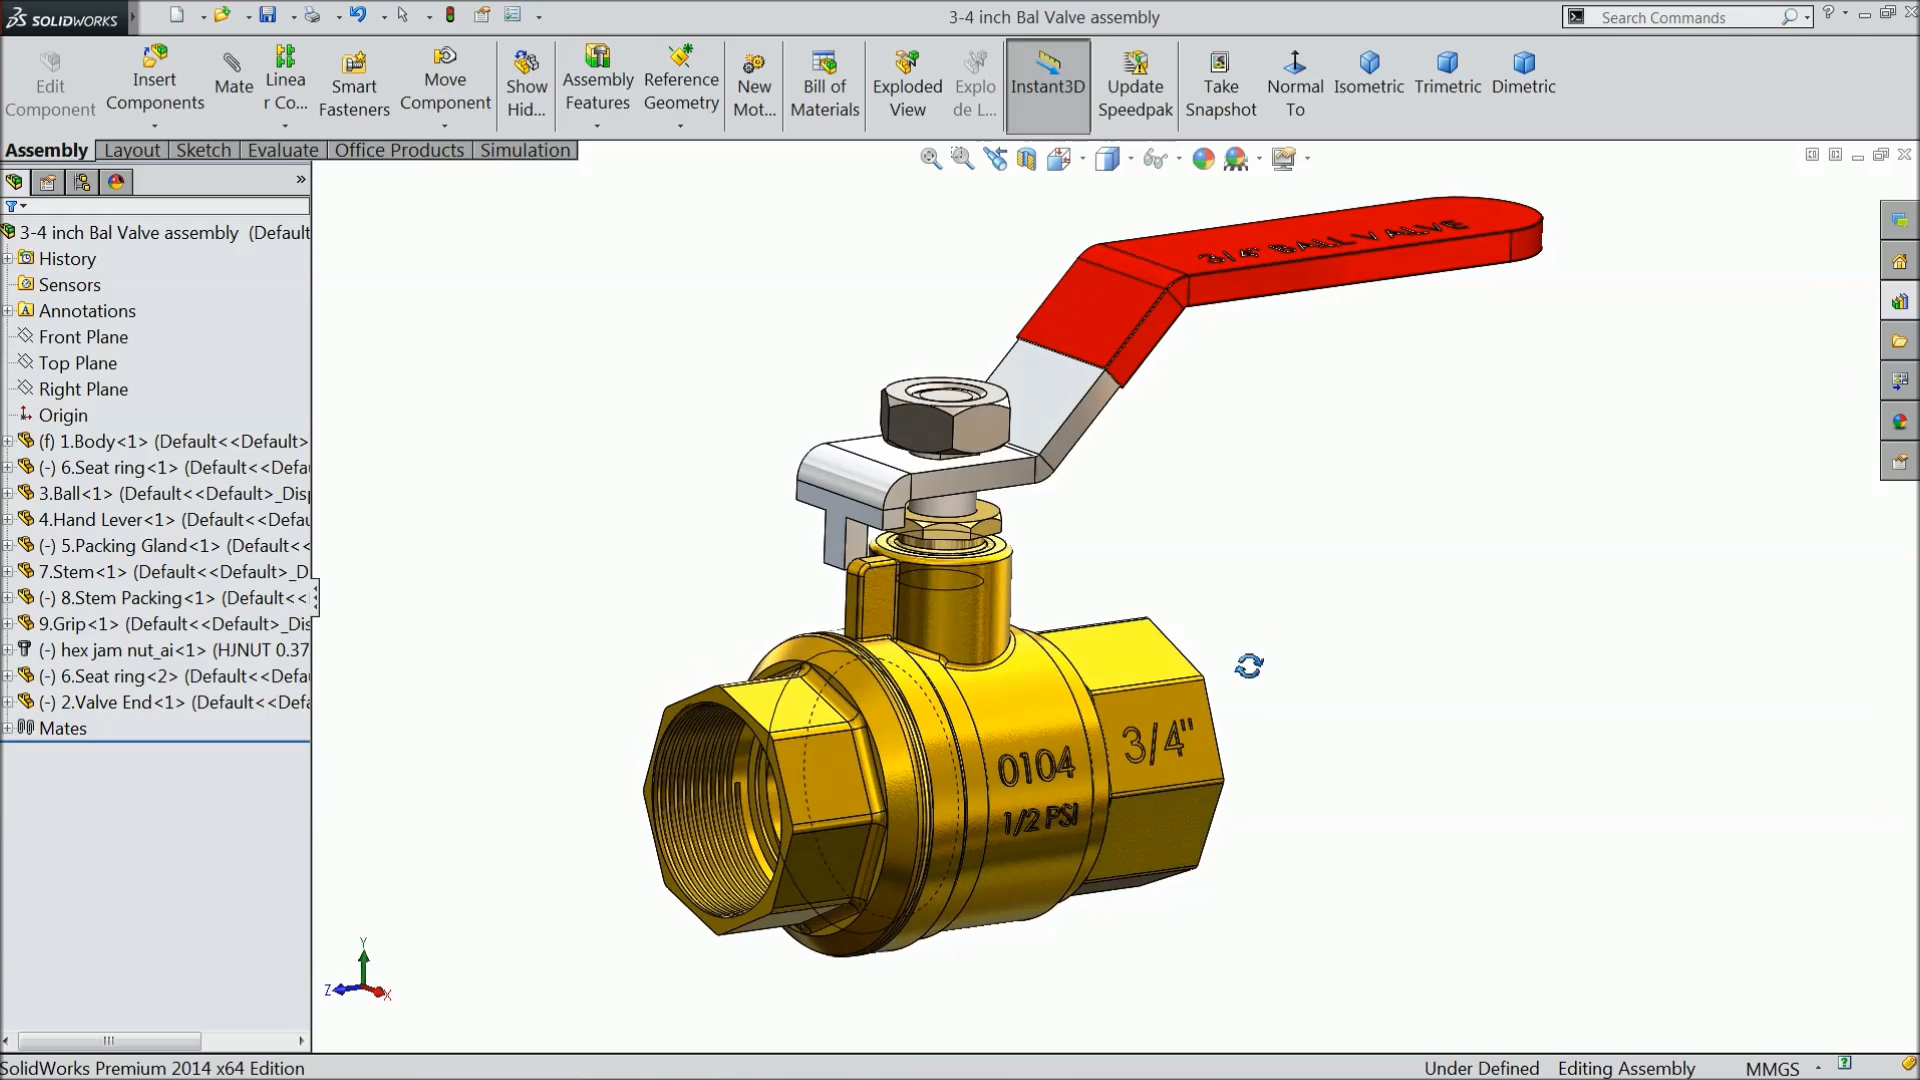 SOLIDWORKS
3-4 inch Bal Valve assembly
Search Commands
Edit Component
Insert Components
Mate
Linea r Co...
Smart Fasteners
Move Component
Show Hid...
Assembly Features
Reference Geometry
New Mot...
Bill of Materials
Exploded View
Explo de L...
Instant3D
Update Speedpak
Take Snapshot
Normal To
Isometric
Trimetric
Dimetric
Assembly
Layout
Sketch
Evaluate
Office Products
Simulation
3-4 inch Bal Valve assembly (Default
History
Sensors
Annotations
Front Plane
Top Plane
Right Plane
Origin
(f) 1.Body<1> (Default<<Default>
(-) 6.Seat ring<1> (Default<<Defa
3.Ball<1> (Default<<Default>_Disp
4.Hand Lever<1> (Default<<Defau
(-) 5.Packing Gland<1> (Default<<
7.Stem<1> (Default<<Default>_D
(-) 8.Stem Packing<1> (Default<<
9.Grip<1> (Default<<Default>_Dis
(-) hex jam nut_ai<1> (HJNUT 0.37
(-) 6.Seat ring<2> (Default<<Defa
(-) 2.Valve End<1> (Default<<Defa
Mates
3/4" BALL VALVE
0104
1/2 PSI
3/4"
Y
Z
X
SolidWorks Premium 2014 x64 Edition
Under Defined
Editing Assembly
MMGS